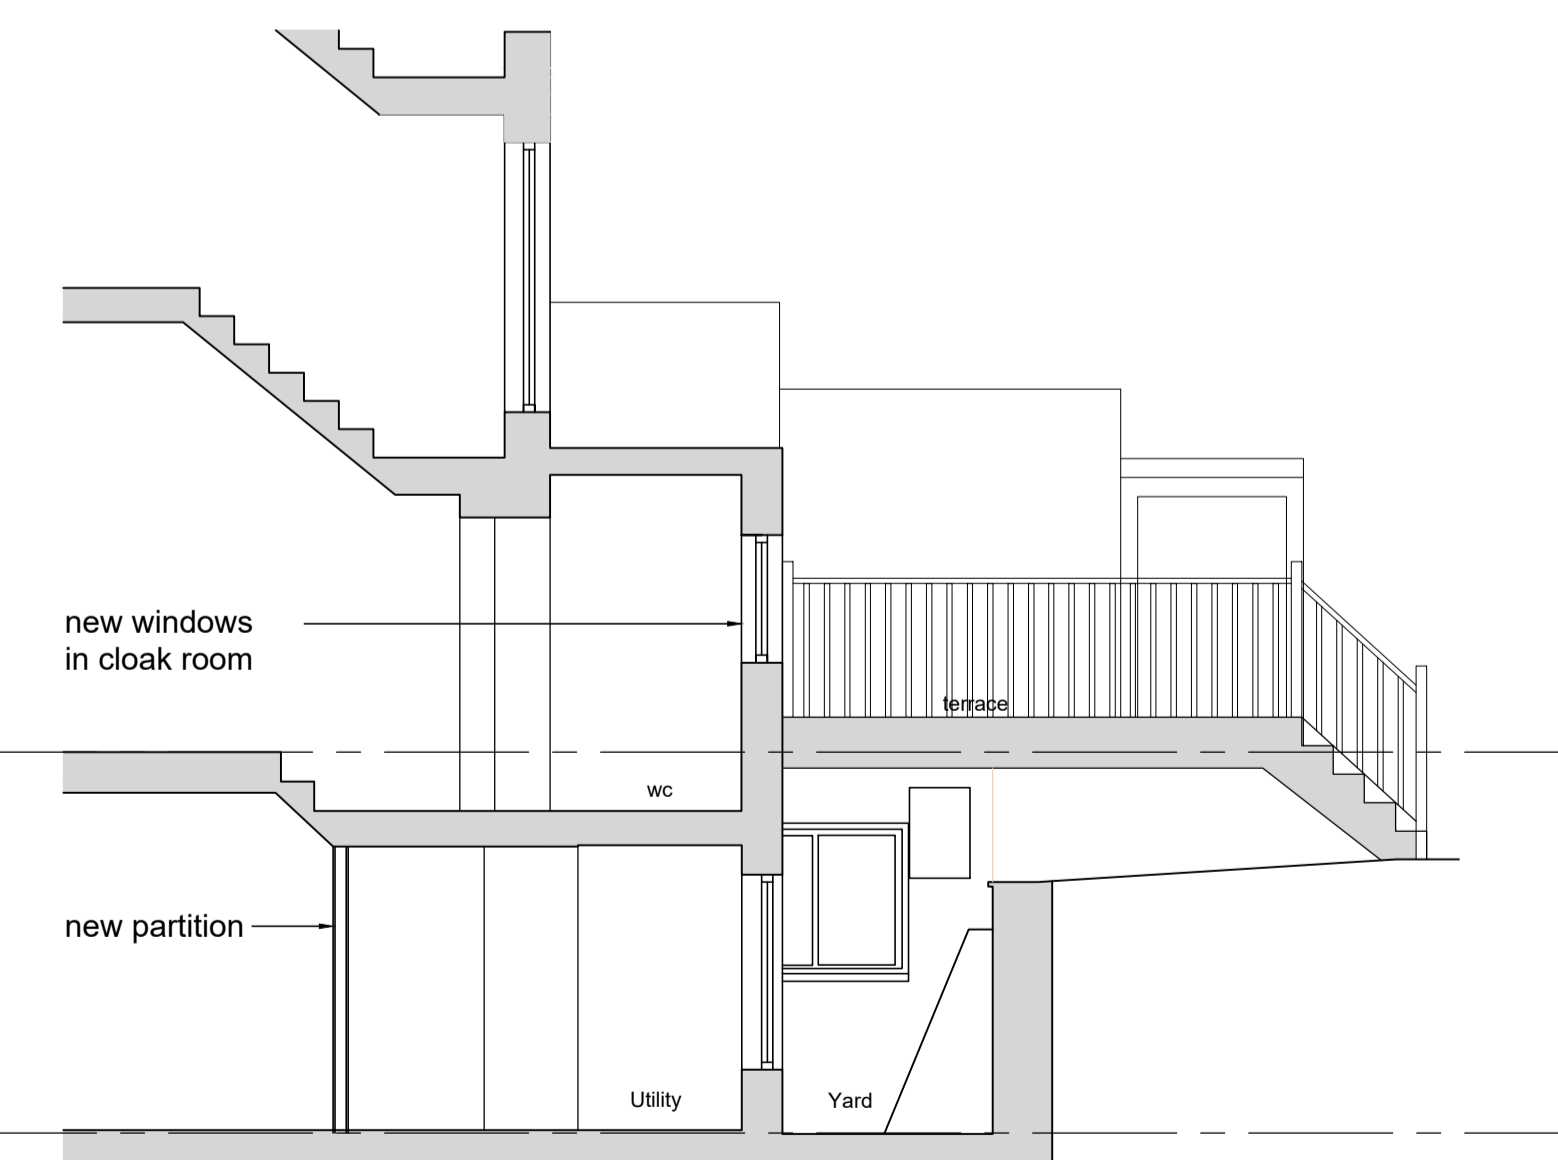 new windows
in cloak room
terrace
wc
new partition
Utility
Yard